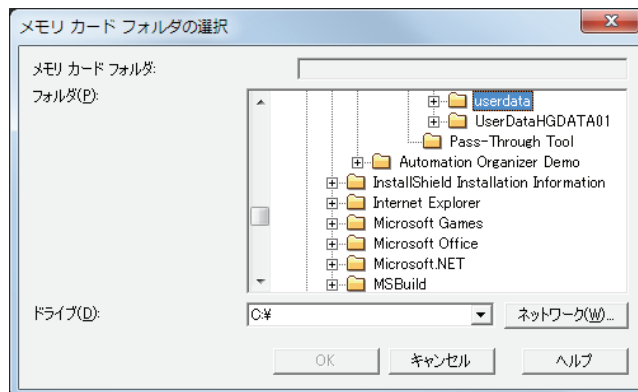 メモリ カード フォルダの選択
メモリ カード フォルダ:
フォルダ(P):
userdata
UserDataHGDATA01
Pass-Through Tool
Automation Organizer Demo
InstallShield Installation Information
Internet Explorer
Microsoft Games
Microsoft Office
Microsoft.NET
MSBuild
ドライブ(D):
C:¥
ネットワーク(W)...
OK
キャンセル
ヘルプ